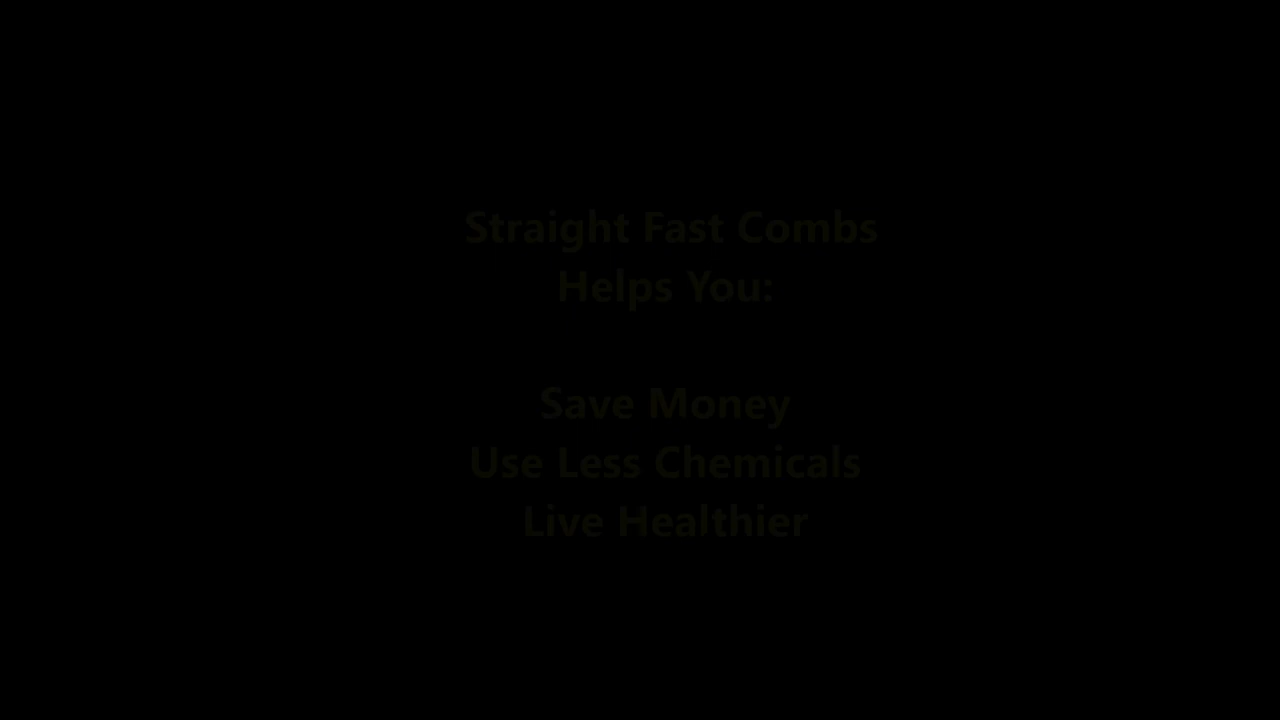 Straight Fast Combs
Helps You:
Save Money
Use Less Chemicals
Live Healthier